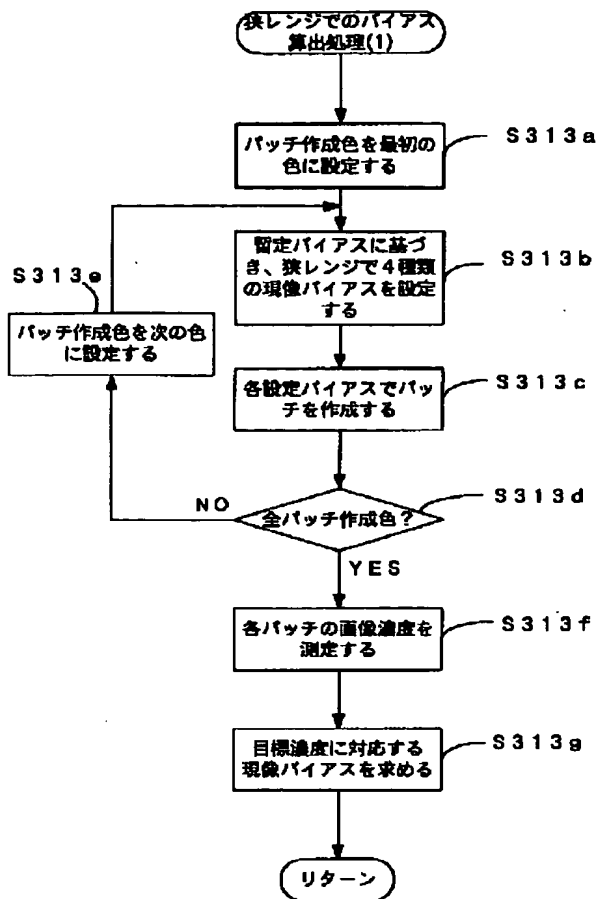 狭レンジでのバイアス
算出処理(1)
S313a
パッチ作成色を最初の
色に設定する
S313b
暫定バイアスに基づ
き、狭レンジで4種類
の現像バイアスを設定
する
S313e
パッチ作成色を次の色
に設定する
S313c
各設定バイアスでパッ
チを作成する
S313d
NO
全パッチ作成色?
YES
S313f
各パッチの画像濃度を
測定する
S313g
目標濃度に対応する
現像バイアスを求める
リターン